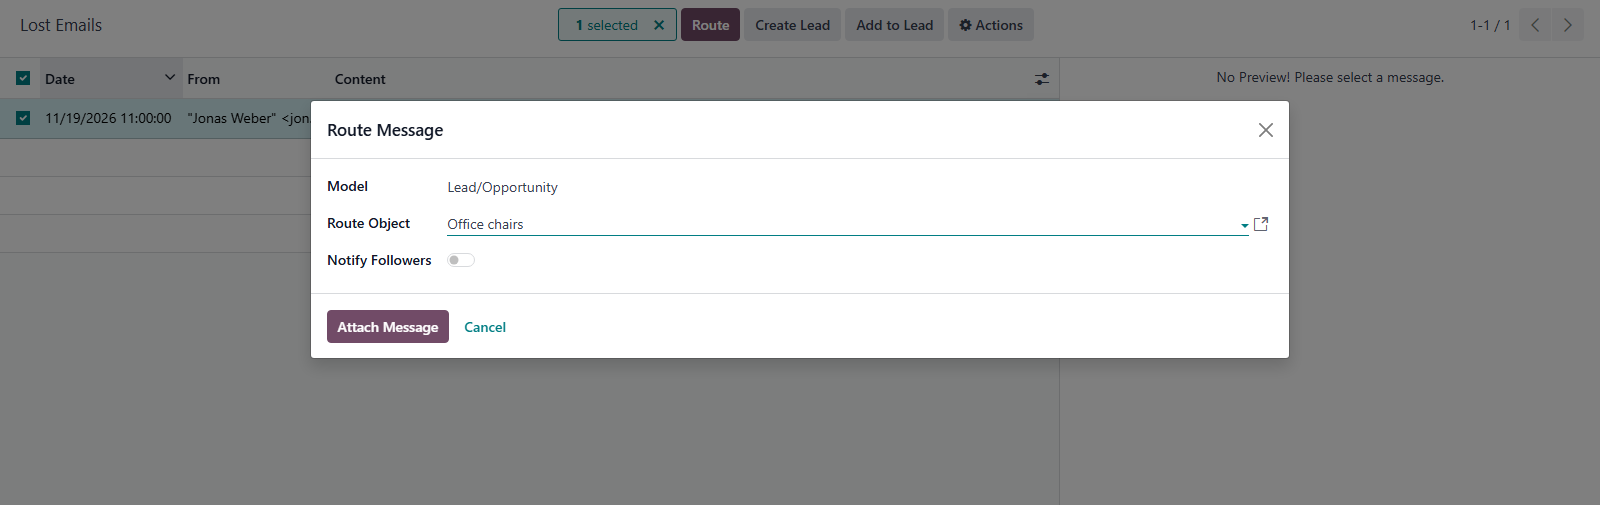 Lost Emails
1 selected
Route
Create Lead
Add to Lead
Actions
1-1 / 1
Date
From
Content
No Preview! Please select a message.
11/19/2026 11:00:00
"Jonas Weber" <jon
Route Message
Model
Lead/Opportunity
Route Object
Office chairs
Notify Followers
Attach Message
Cancel